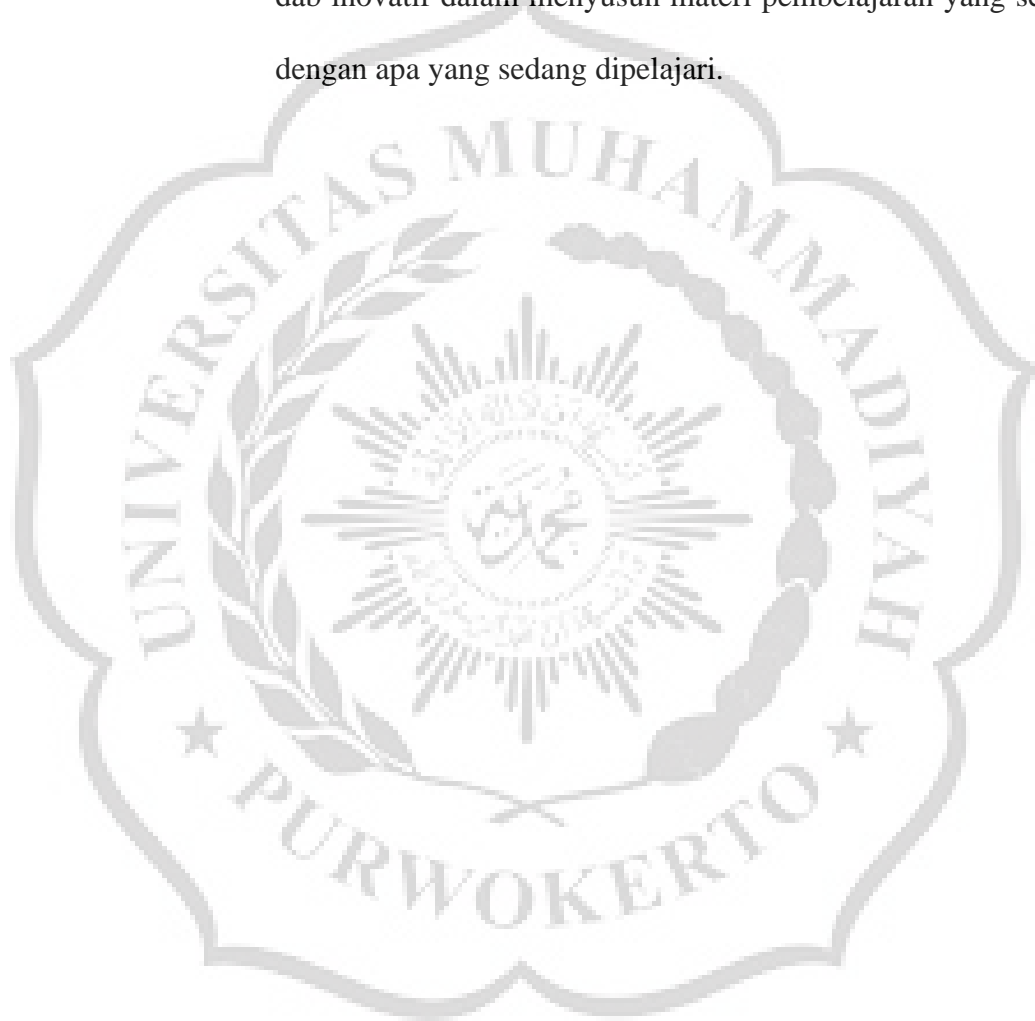 dab inovatif dalam menyusun materi pembelajaran yang
dengan apa yang sedang dipelajari.
UNIVERSITAS MUHAMMADIYAH
PURWOKERTO